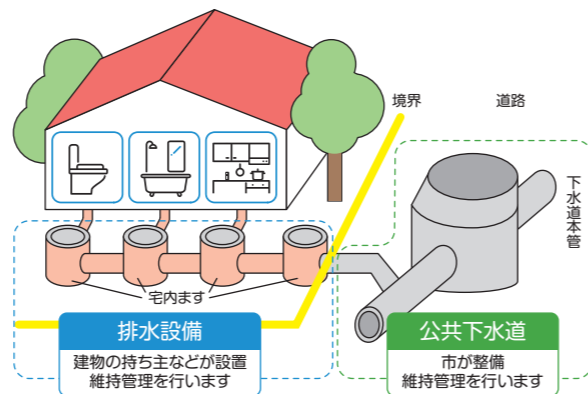 境界
道路
下水道本管
宅内ます
排水設備
建物の持ち主などが設置
維持管理を行います
公共下水道
市が整備
維持管理を行います